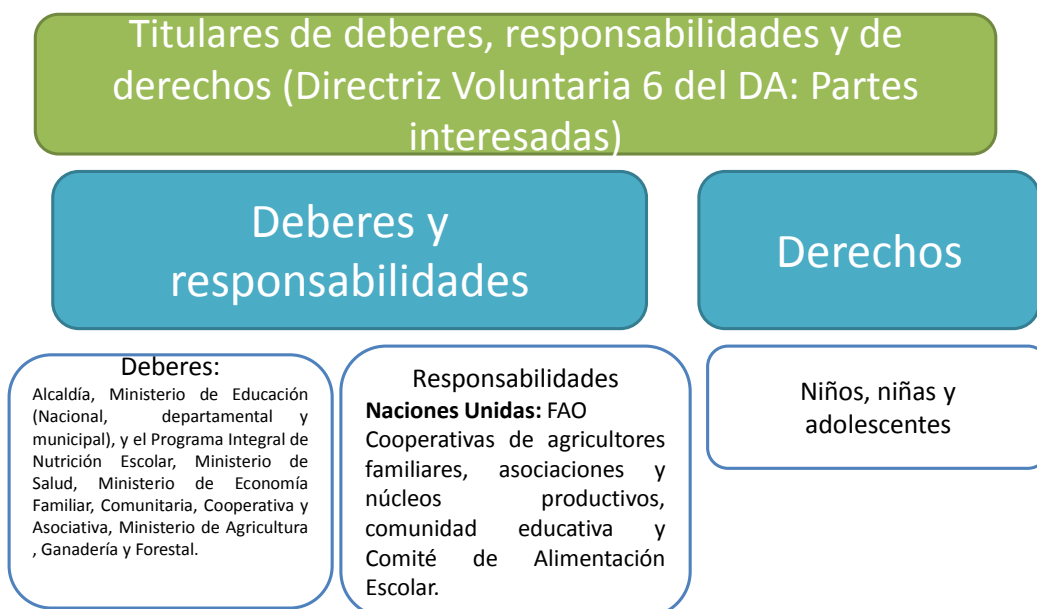 Titulares de deberes, responsabilidades y de
derechos (Directriz Voluntaria 6 del DA: Partes
interesadas)
Deberes y
responsabilidades
Derechos
Deberes:
Alcaldía, Ministerio de Educación
(Nacional, departamental y
municipal), y el Programa Integral de
Nutrición Escolar, Ministerio de
Salud, Ministerio de Economía
Familiar, Comunitaria, Cooperativa y
Asociativa, Ministerio de Agricultura
, Ganadería y Forestal.
Responsabilidades
Naciones Unidas: FAO
Cooperativas de agricultores
familiares, asociaciones y
núcleos productivos,
comunidad educativa y
Comité de Alimentación
Escolar.
Niños, niñas y
adolescentes